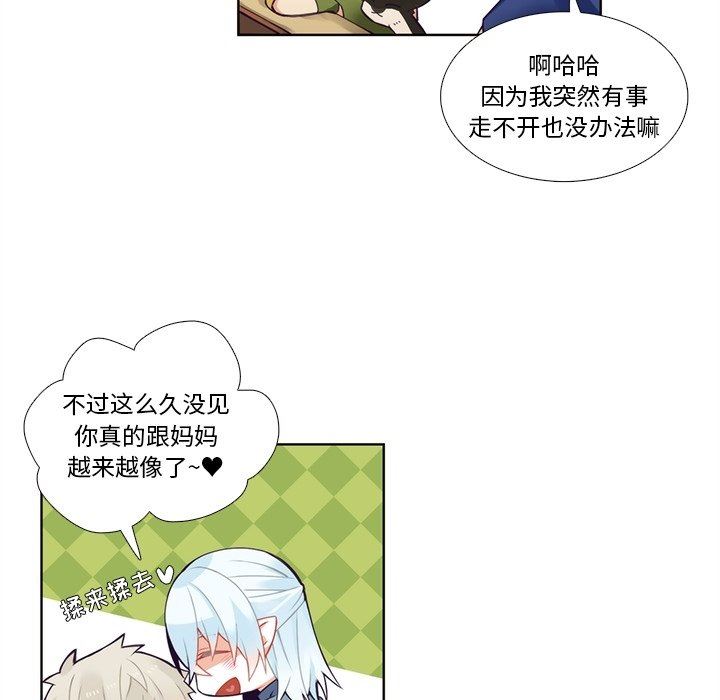 啊哈哈
因为我突然有事
走不开也没办法嘛
不过这么久没见
你真的跟妈妈
越来越像了~♥
揉来揉去♡